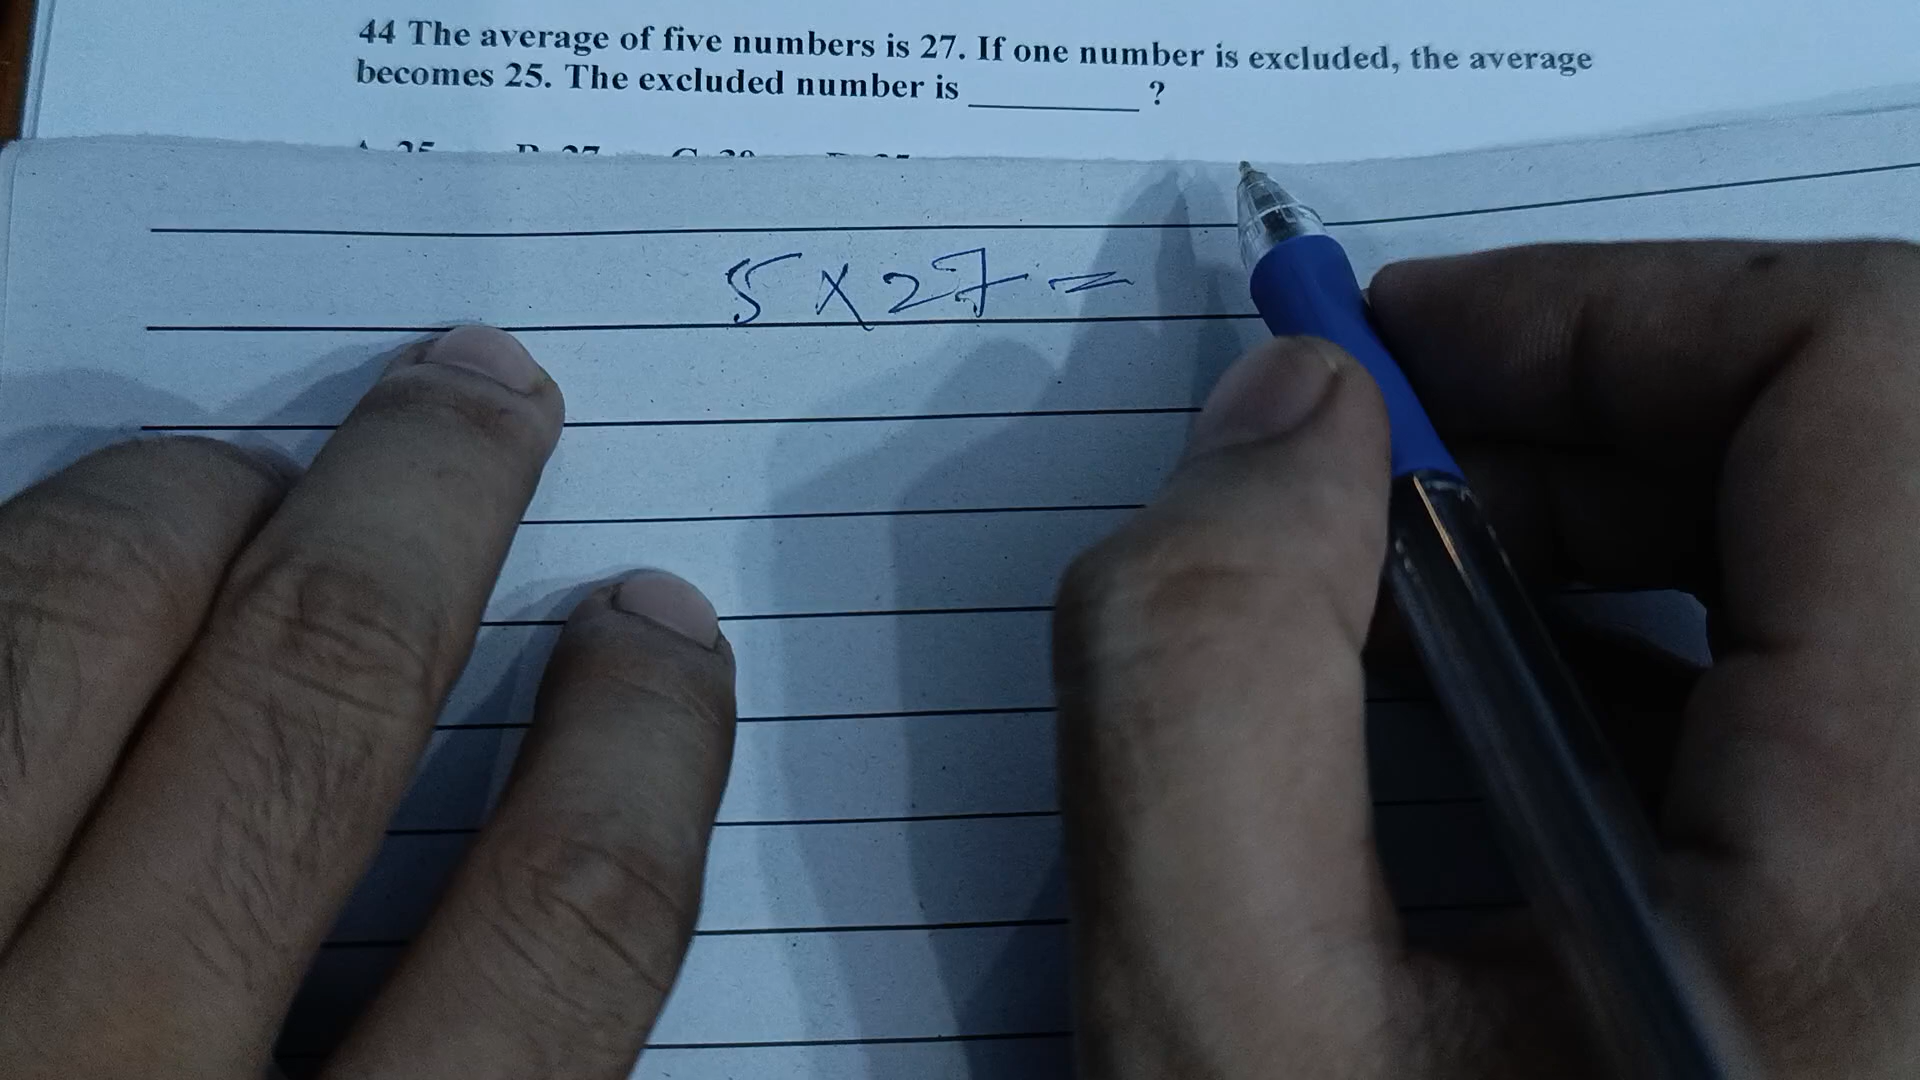 44 The average of five numbers is 27. If one number is excluded, the average
becomes 25. The excluded number is __________ ?
5 X 27 =